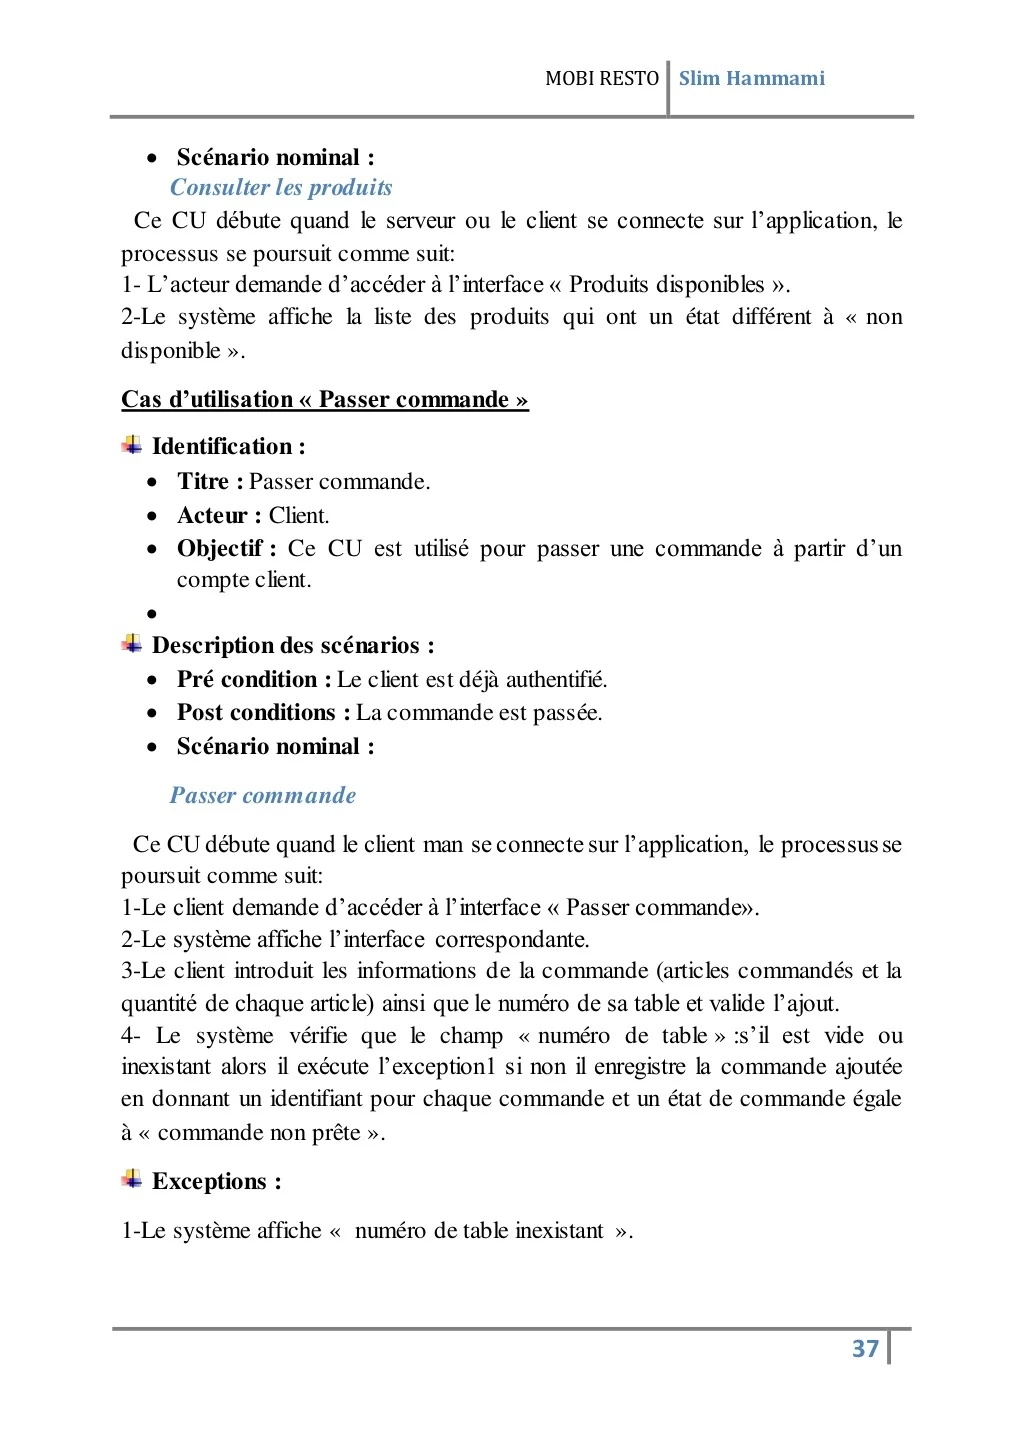 MOBI RESTO Slim Hammami
• Scénario nominal :
Consulter les produits
Ce CU débute quand le serveur ou le client se connecte sur l’application, le
processus se poursuit comme suit:
1- L’acteur demande d’accéder à l’interface « Produits disponibles ».
2-Le système affiche la liste des produits qui ont un état différent à « non
disponible ».
Cas d’utilisation « Passer commande »
Identification :
• Titre : Passer commande.
• Acteur : Client.
• Objectif : Ce CU est utilisé pour passer une commande à partir d’un
compte client.
•
Description des scénarios :
• Pré condition : Le client est déjà authentifié.
• Post conditions : La commande est passée.
• Scénario nominal :
Passer commande
Ce CU débute quand le client man se connecte sur l’application, le processus se
poursuit comme suit:
1-Le client demande d’accéder à l’interface « Passer commande».
2-Le système affiche l’interface correspondante.
3-Le client introduit les informations de la commande (articles commandés et la
quantité de chaque article) ainsi que le numéro de sa table et valide l’ajout.
4- Le système vérifie que le champ « numéro de table » :s’il est vide ou
inexistant alors il exécute l’exception1 si non il enregistre la commande ajoutée
en donnant un identifiant pour chaque commande et un état de commande égale
à « commande non prête ».
Exceptions :
1-Le système affiche « numéro de table inexistant ».
37